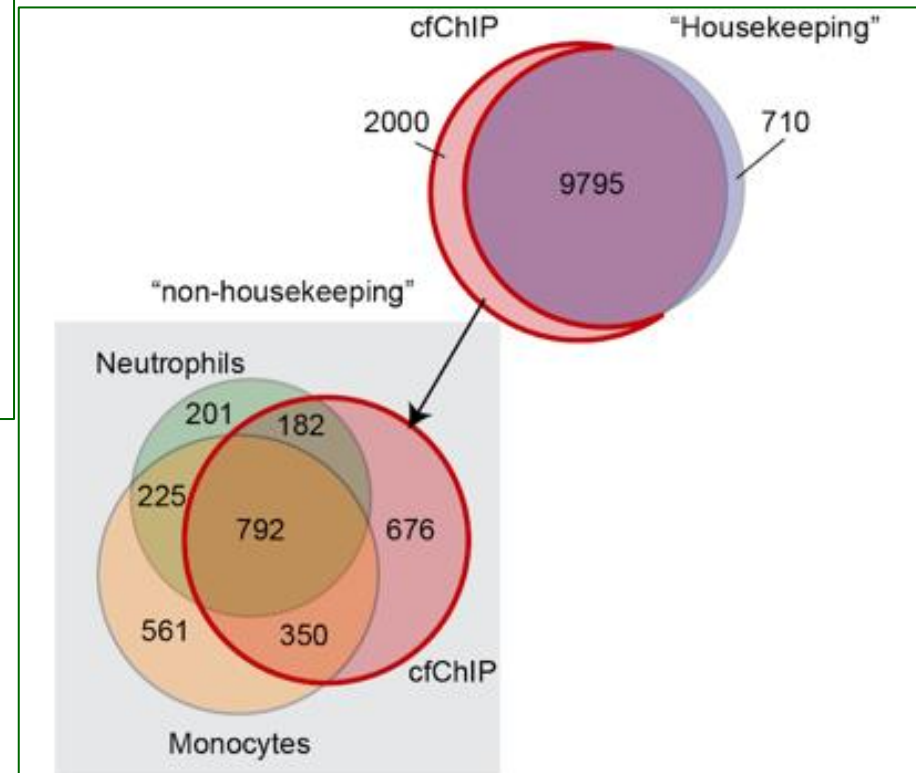 cfChIP "Housekeeping"
2000 710
9795
"non-housekeeping"
Neutrophils
201 182
225
792 676
561 350
cfChIP
Monocytes